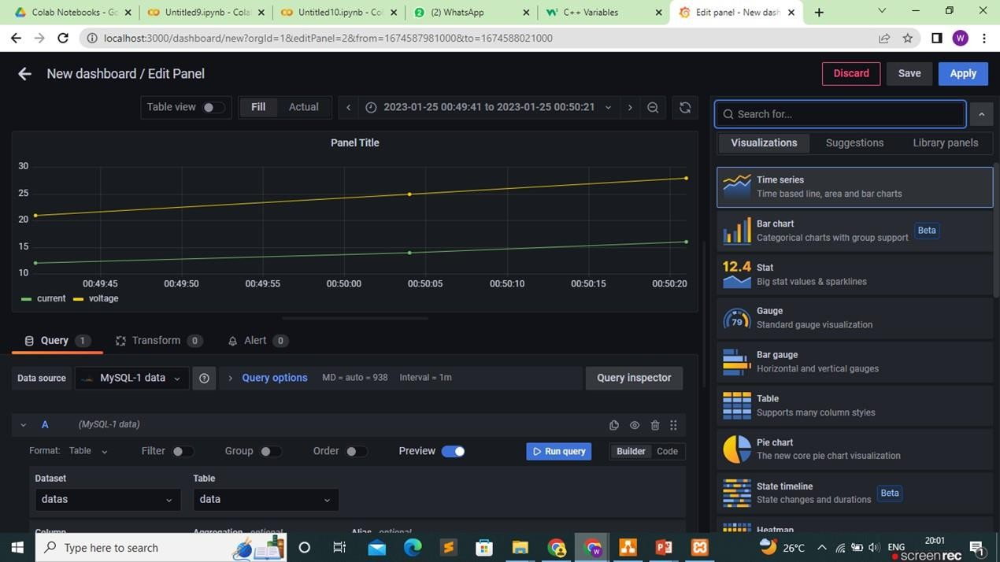 Colab Notebooks - Go
Untitled9.ipynb - Colab
Untitled10.ipynb - Co
(2) WhatsApp
C++ Variables
Edit panel - New dash
localhost:3000/dashboard/new?orgId=1&editPanel=2&from=1674587981000&to=1674588021000
W
New dashboard / Edit Panel
Discard
Save
Apply
Table view
Fill
Actual
2023-01-25 00:49:41 to 2023-01-25 00:50:21
Search for...
Visualizations
Suggestions
Library panels
Panel Title
30
25
20
15
10
00:49:45
00:49:50
00:49:55
00:50:00
00:50:05
00:50:10
00:50:15
00:50:20
current
voltage
Time series
Time based line, area and bar charts
Bar chart
Categorical charts with group support
Beta
12.4
Stat
Big stat values & sparklines
79
Gauge
Standard gauge visualization
Bar gauge
Horizontal and vertical gauges
Table
Supports many column styles
Pie chart
The new core pie chart visualization
State timeline
State changes and durations
Beta
Heatmap
Query 1
Transform 0
Alert 0
Data source
MySQL-1 data
Query options
MD = auto = 938
Interval = 1m
Query inspector
A
(MySQL-1 data)
Format: Table
Filter
Group
Order
Preview
Run query
Builder
Code
Dataset
Table
datas
data
Column
Aggregation optional
Alias optional
Type here to search
26°C
ENG
20:01
screenrec
1